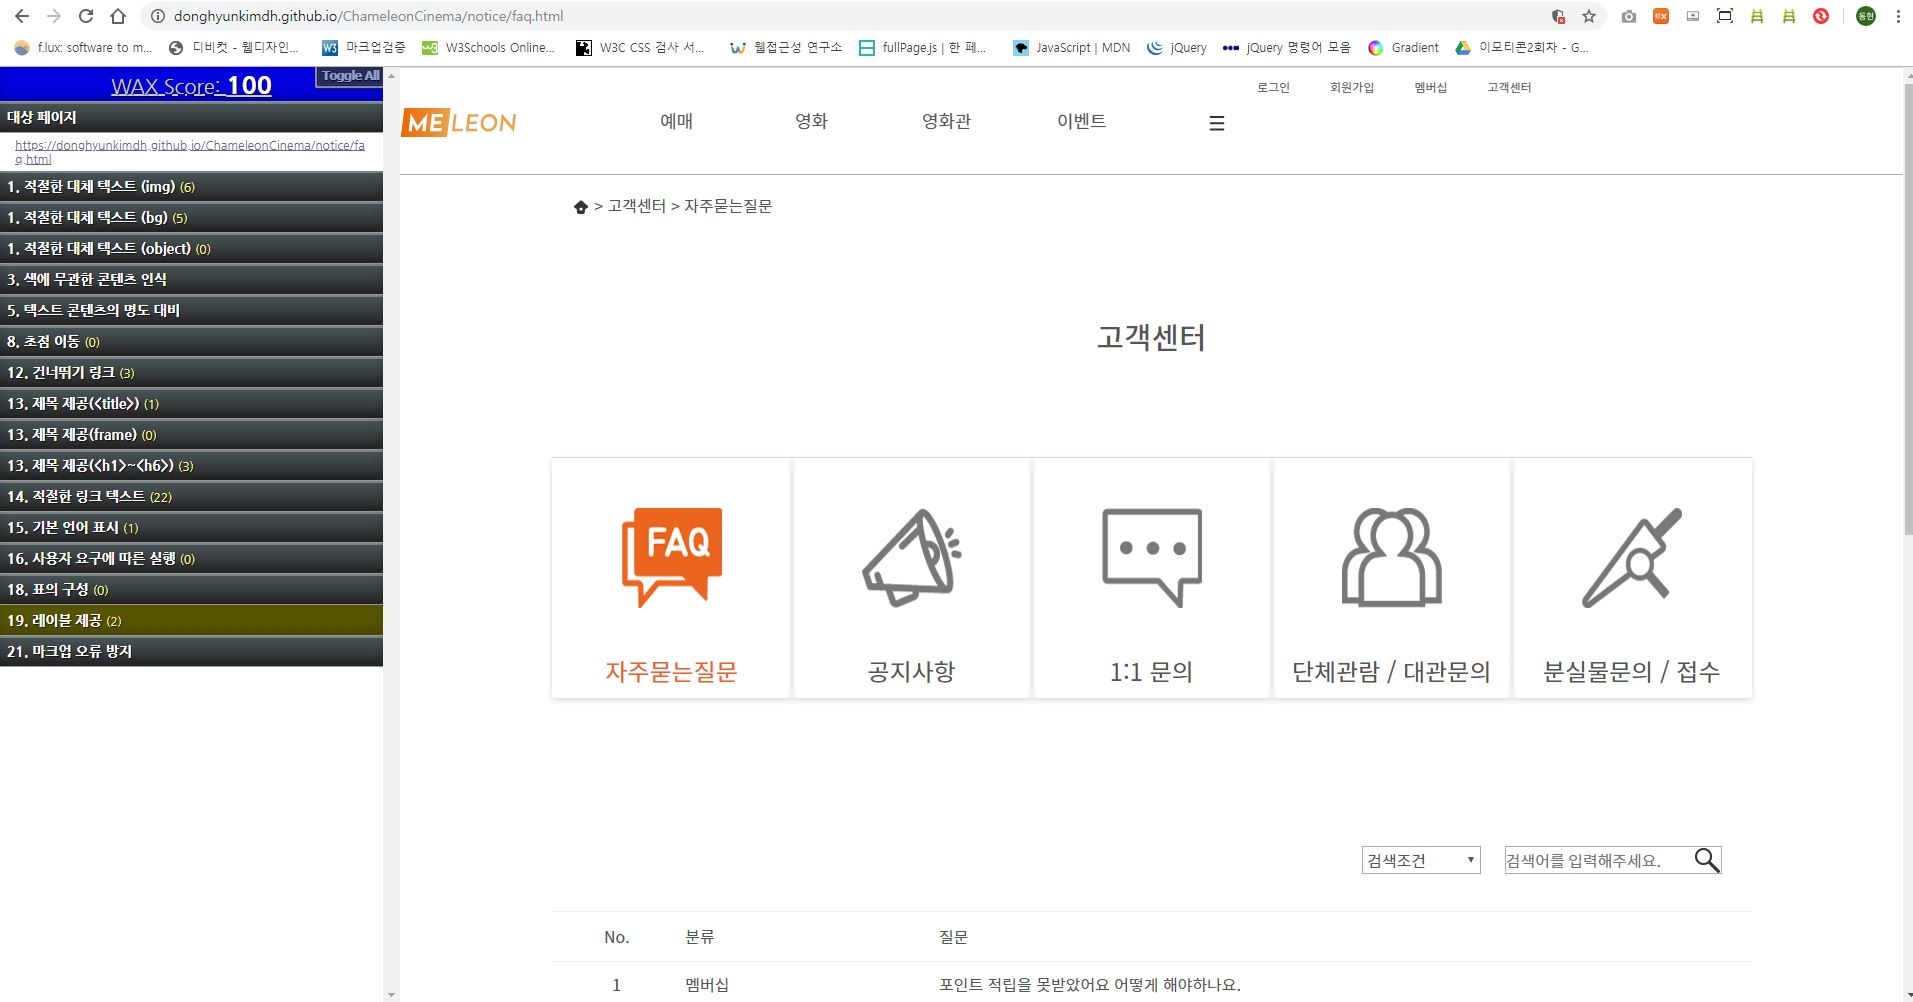 donghyunkimdh.github.io/ChameleonCinema/notice/faq.html
동현
f.lux: software to m... 디비컷 - 웹디자인... W3 마크업검증 W3Schools Online... W3C CSS 검사 서... 웹접근성 연구소 fullPage.js | 한 페... JavaScript | MDN jQuery jQuery 명령어 모음 Gradient 이모티콘2회차 - G...
WAX Score: 100
Toggle All
대상 페이지
https://donghyunkimdh.github.io/ChameleonCinema/notice/fa
q.html
1. 적절한 대체 텍스트 (img) (6)
1. 적절한 대체 텍스트 (bg) (5)
1. 적절한 대체 텍스트 (object) (0)
3. 색에 무관한 콘텐츠 인식
5. 텍스트 콘텐츠의 명도 대비
8. 초점 이동 (0)
12. 건너뛰기 링크 (3)
13. 제목 제공(<title>) (1)
13. 제목 제공(frame) (0)
13. 제목 제공(<h1>~<h6>) (3)
14. 적절한 링크 텍스트 (22)
15. 기본 언어 표시 (1)
16. 사용자 요구에 따른 실행 (0)
18. 표의 구성 (0)
19. 레이블 제공 (2)
21. 마크업 오류 방지
로그인 회원가입 멤버십 고객센터
MELEON 예매 영화 영화관 이벤트
> 고객센터 > 자주묻는질문
고객센터
FAQ
자주묻는질문 공지사항 1:1 문의 단체관람 / 대관문의 분실물문의 / 접수
검색조건 검색어를 입력해주세요.
No. 분류 질문
1 멤버십 포인트 적립을 못받았어요 어떻게 해야하나요.